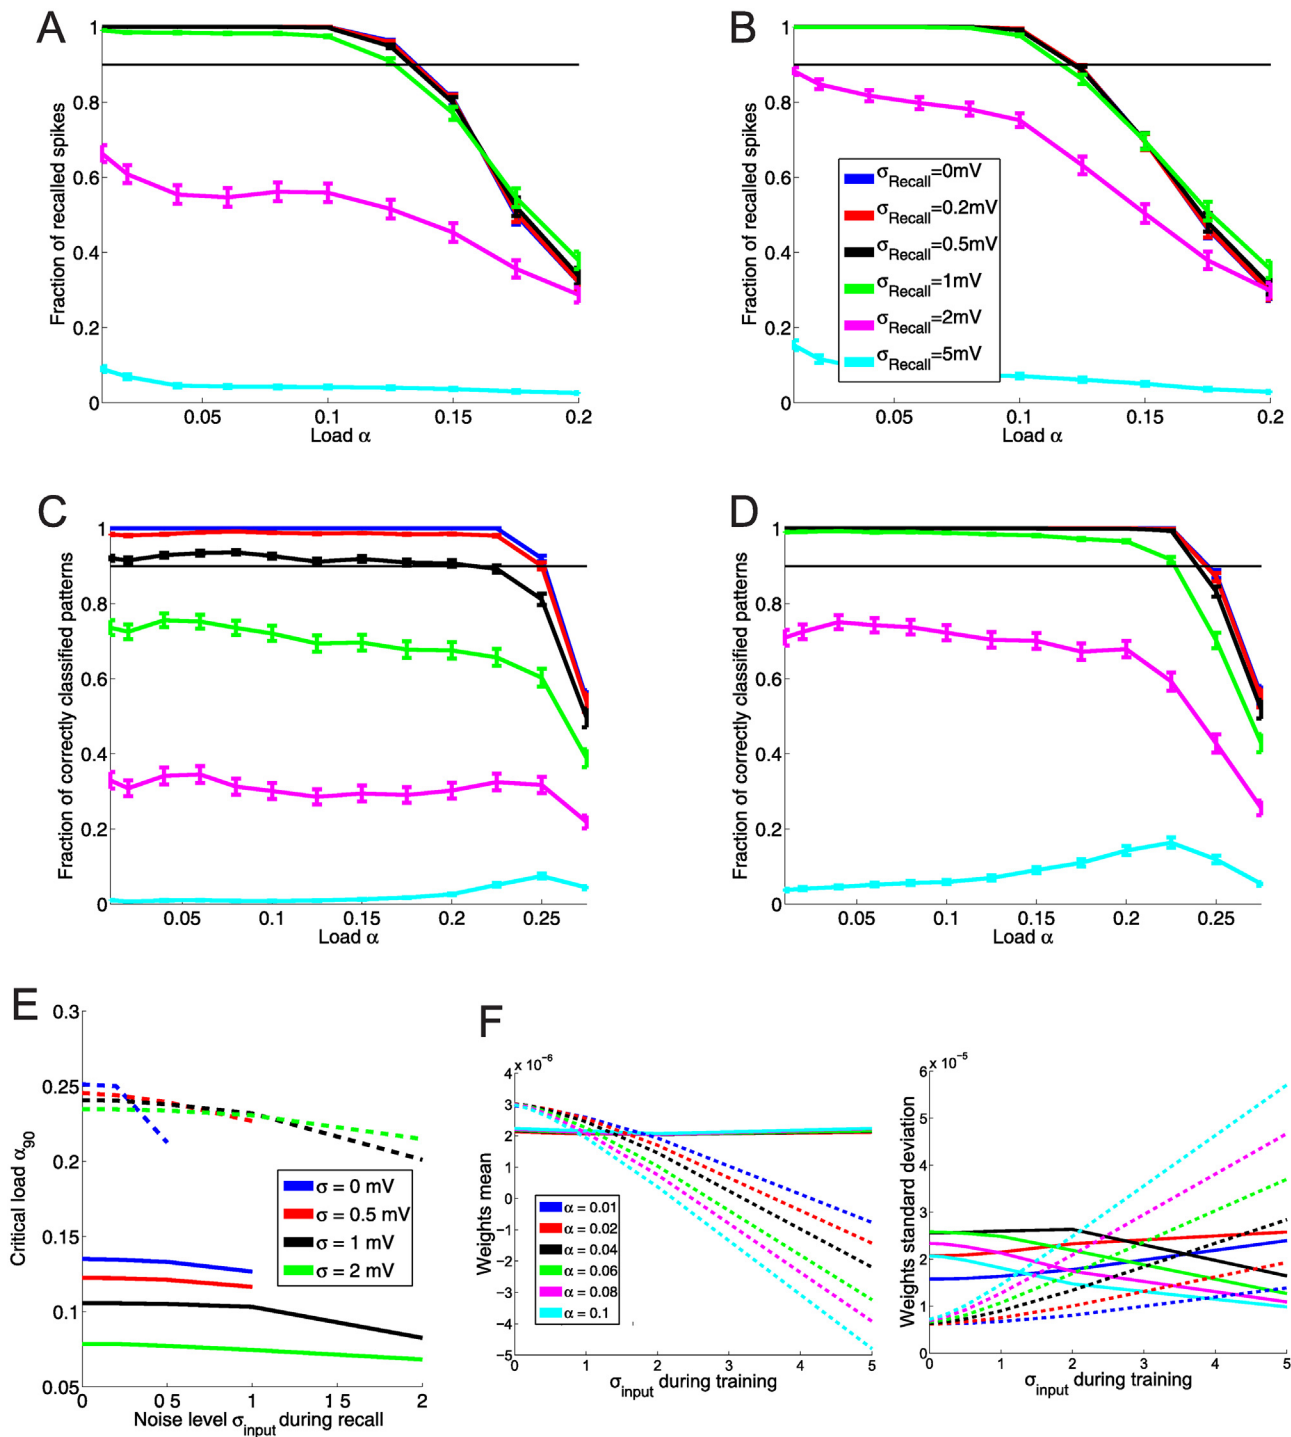 A
1
0.8
0.6
0.4
0.2
0
0.05
0.1
0.15
0.2
Fraction of recalled spikes
Load α
B
1
0.8
0.6
0.4
0.2
0
0.05
0.1
0.15
0.2
Fraction of recalled spikes
Load α
σRecall=0mV
σRecall=0.2mV
σRecall=0.5mV
σRecall=1mV
σRecall=2mV
σRecall=5mV
C
1
0.8
0.6
0.4
0.2
0
0.05
0.1
0.15
0.2
0.25
Fraction of correctly classified patterns
Load α
D
1
0.8
0.6
0.4
0.2
0
0.05
0.1
0.15
0.2
0.25
Fraction of correctly classified patterns
Load α
E
0.3
0.25
0.2
0.15
0.1
0.05
0
0 5
1
1 5
2
Critical load α90
Noise level σinput during recall
σ = 0 mV
σ = 0.5 mV
σ = 1 mV
σ = 2 mV
F
x 10−6
4
3
2
1
0
−1
−2
−3
−4
−5
0
1
2
3
4
5
Weights mean
σinput during training
α = 0.01
α = 0.02
α = 0.04
α = 0.06
α = 0.08
α = 0.1
6 x 10−5
5
4
3
2
1
0
0
1
2
3
4
5
Weights standard deviation
σinput during training